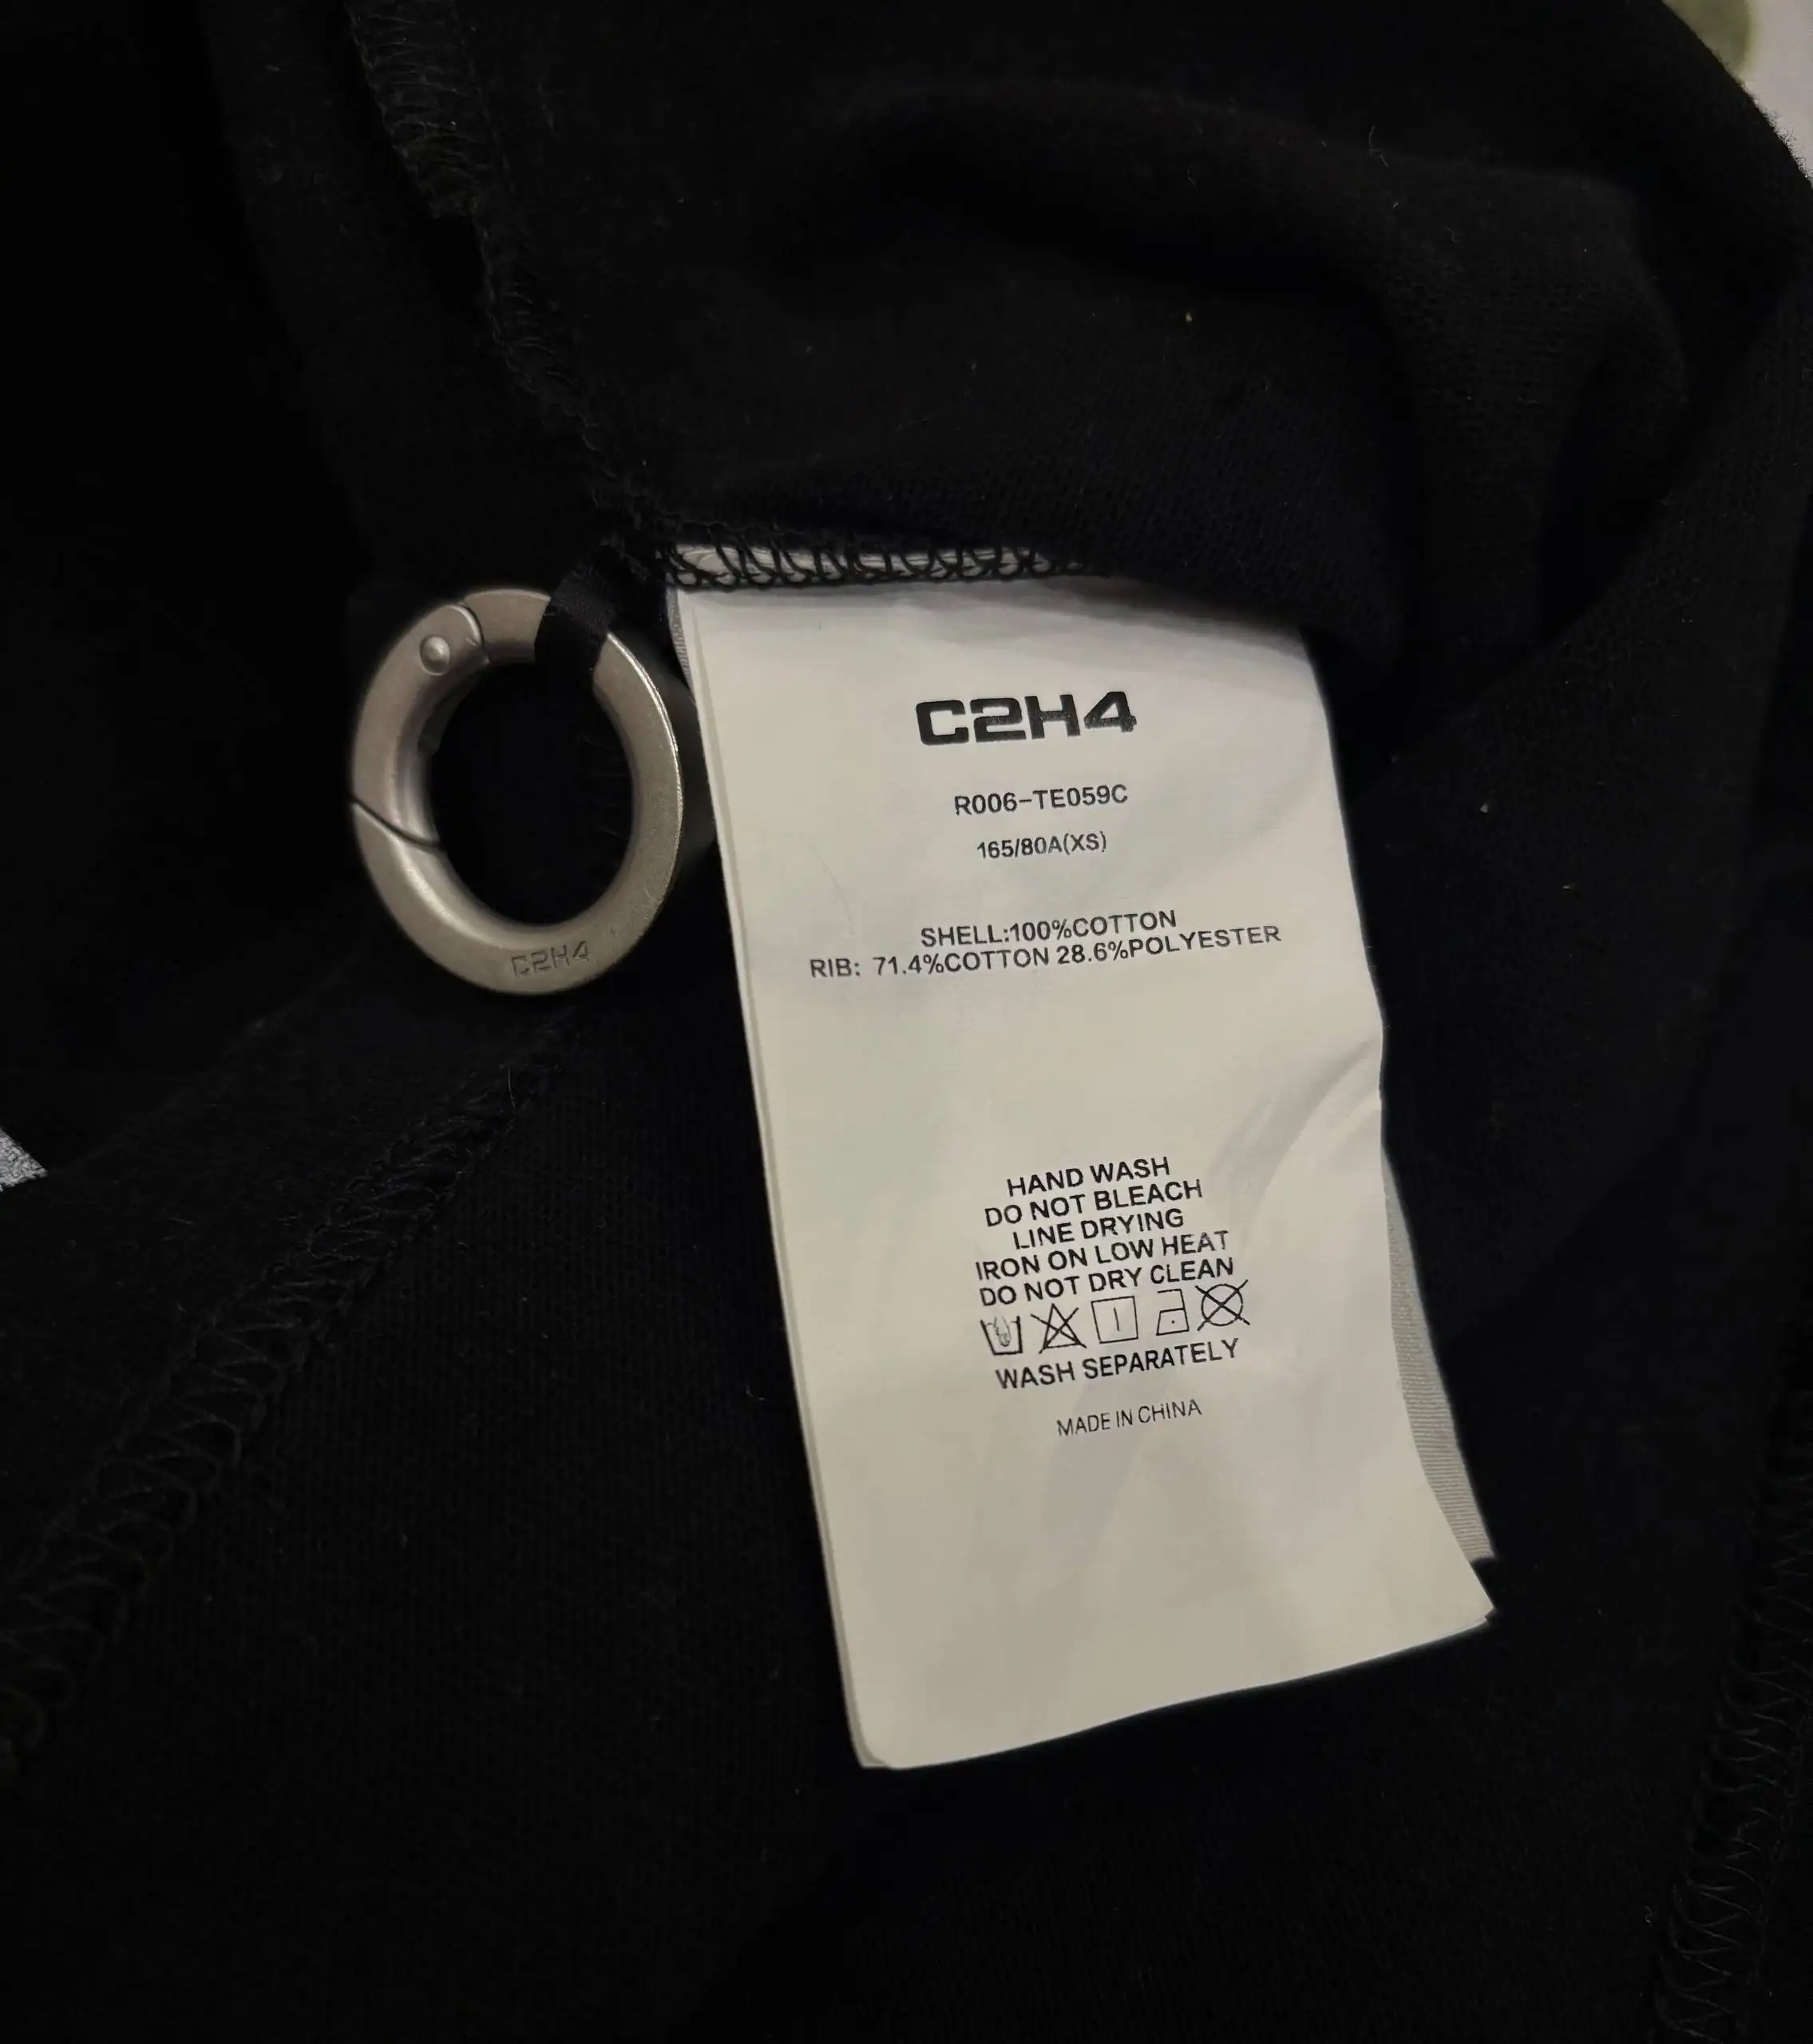 C2H4
R006-TE059C
165/80A(XS)
SHELL:100%COTTON
RIB: 71.4%COTTON 28.6%POLYESTER
HAND WASH
DO NOT BLEACH
LINE DRYING
IRON ON LOW HEAT
DO NOT DRY CLEAN
WASH SEPARATELY
MADE IN CHINA
C2H4